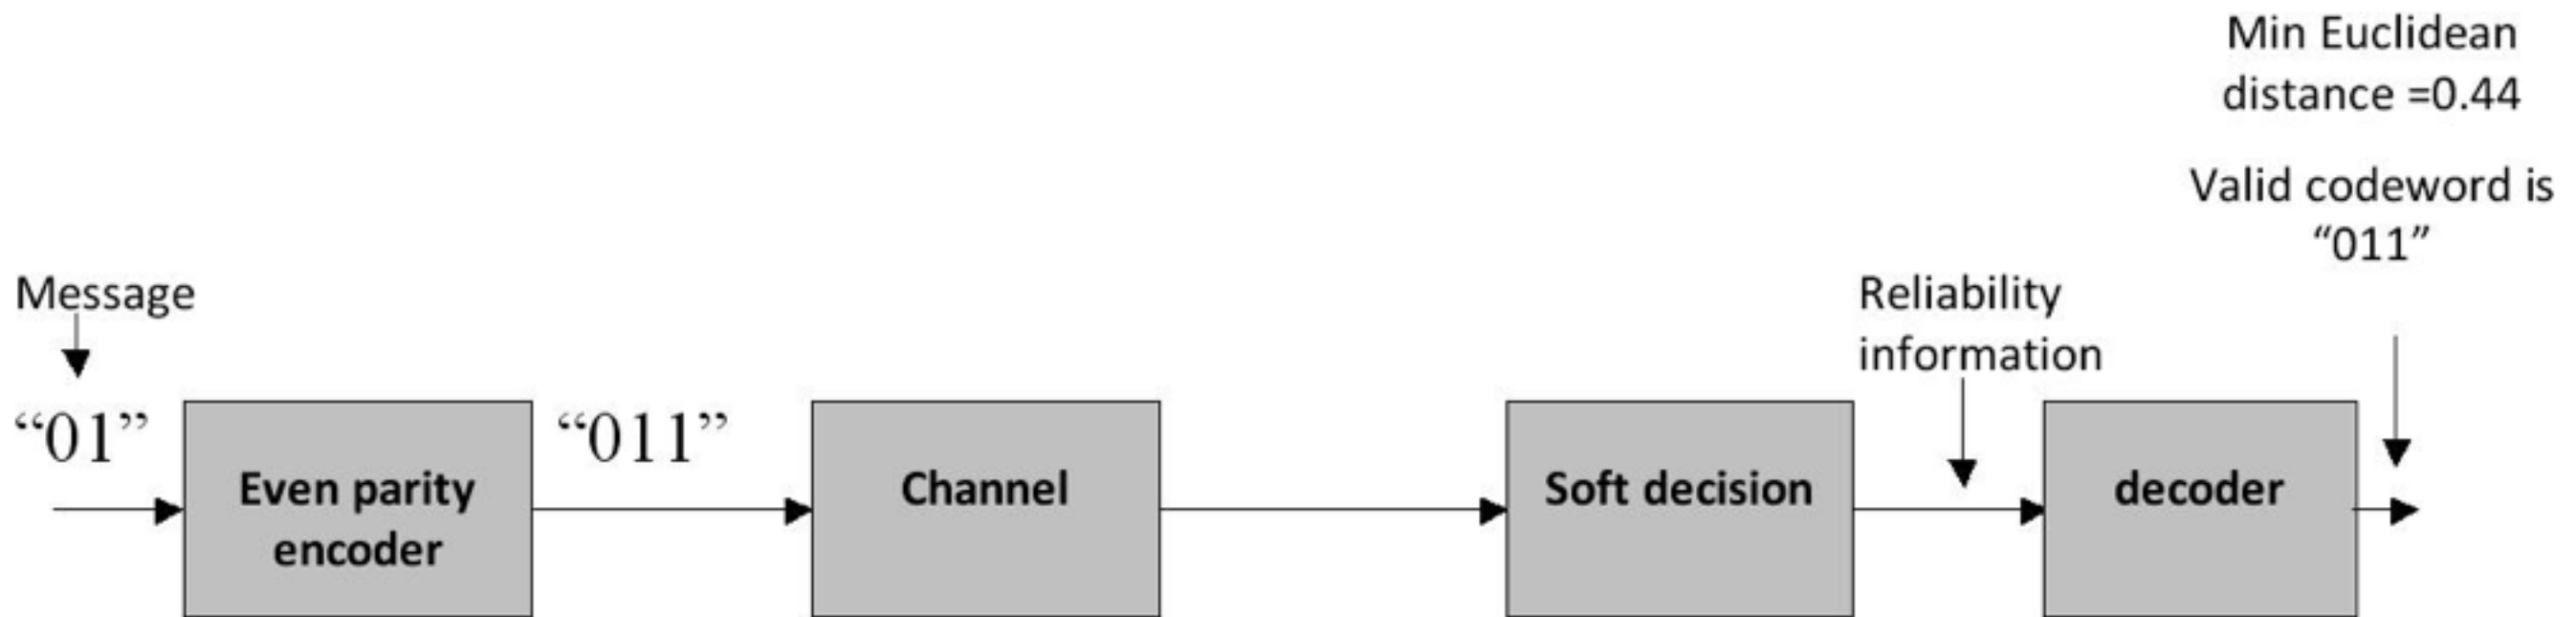 Min Euclidean
distance =0.44
Valid codeword is
“011”
Message
Reliability
information
“01”
“011”
Even parity
encoder
Channel
Soft decision
decoder